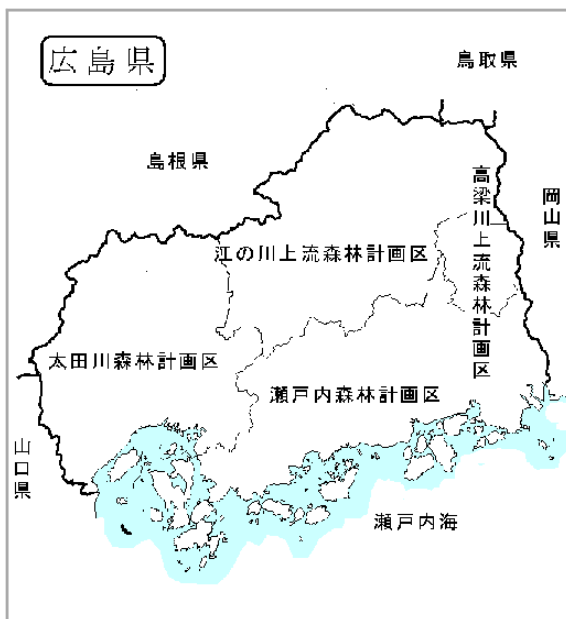 広島県
鳥取県
島根県
岡山県
高梁川上流森林計画区
江の川上流森林計画区
太田川森林計画区
瀬戸内森林計画区
山口県
瀬戸内海